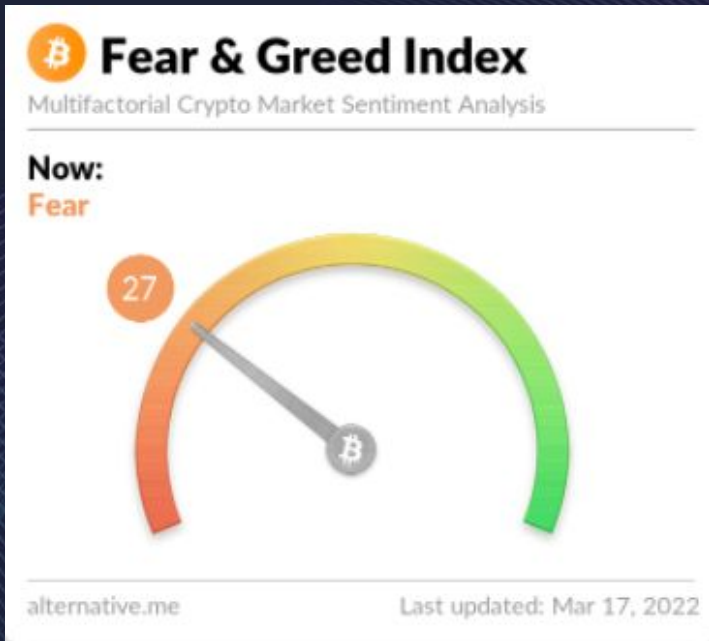 Fear & Greed Index
Multifactorial Crypto Market Sentiment Analysis
Now:
Fear
27
alternative.me
Last updated: Mar 17, 2022